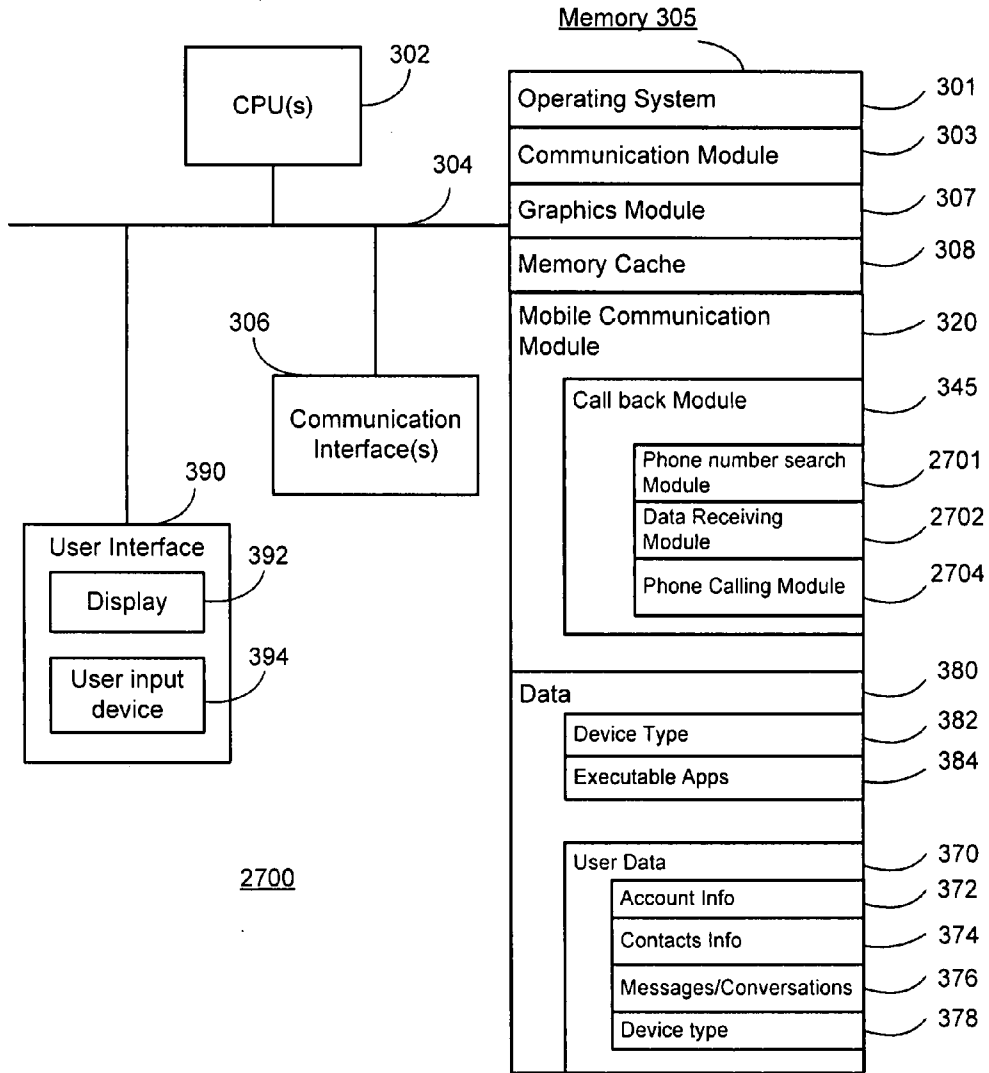 Memory 305
302
CPU(s)
Operating System
301
Communication Module
303
304
Graphics Module
307
Memory Cache
308
Mobile Communication
Module
320
306
Call back Module
345
Communication
Interface(s)
Phone number search
Module
2701
390
Data Receiving
Module
2702
User Interface
392
Phone Calling Module
2704
Display
394
User input
device
Data
380
Device Type
382
Executable Apps
384
User Data
370
2700
Account Info
372
Contacts Info
374
Messages/Conversations
376
Device type
378